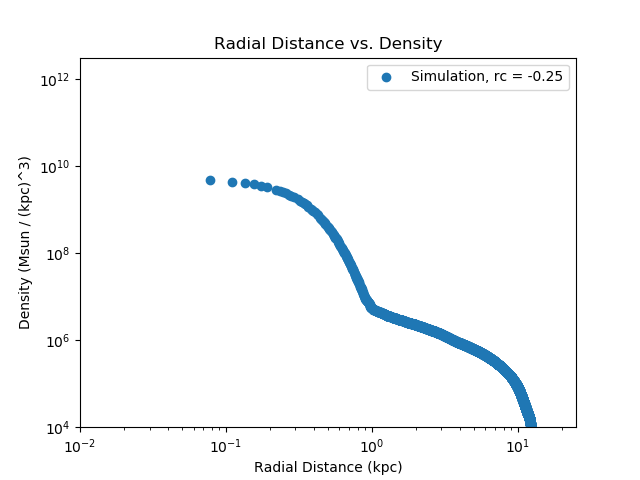 Radial Distance vs. Density
Simulation, rc = -0.25
10^12
10^10
10^8
10^6
10^4
Density (Msun / (kpc)^3)
10^-2
10^-1
10^0
10^1
Radial Distance (kpc)